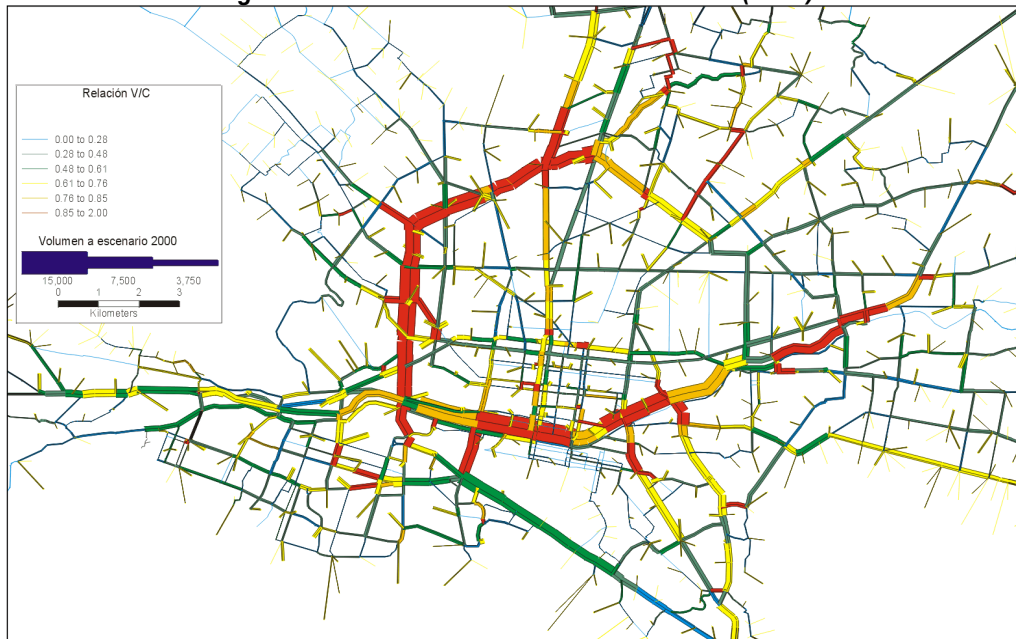 Relación V/C
0.00 to 0.28
0.28 to 0.48
0.48 to 0.61
0.61 to 0.76
0.76 to 0.85
0.85 to 2.00
Volumen a escenario 2000
15,000 7,500 3,750
0 1 2 3
Kilometers